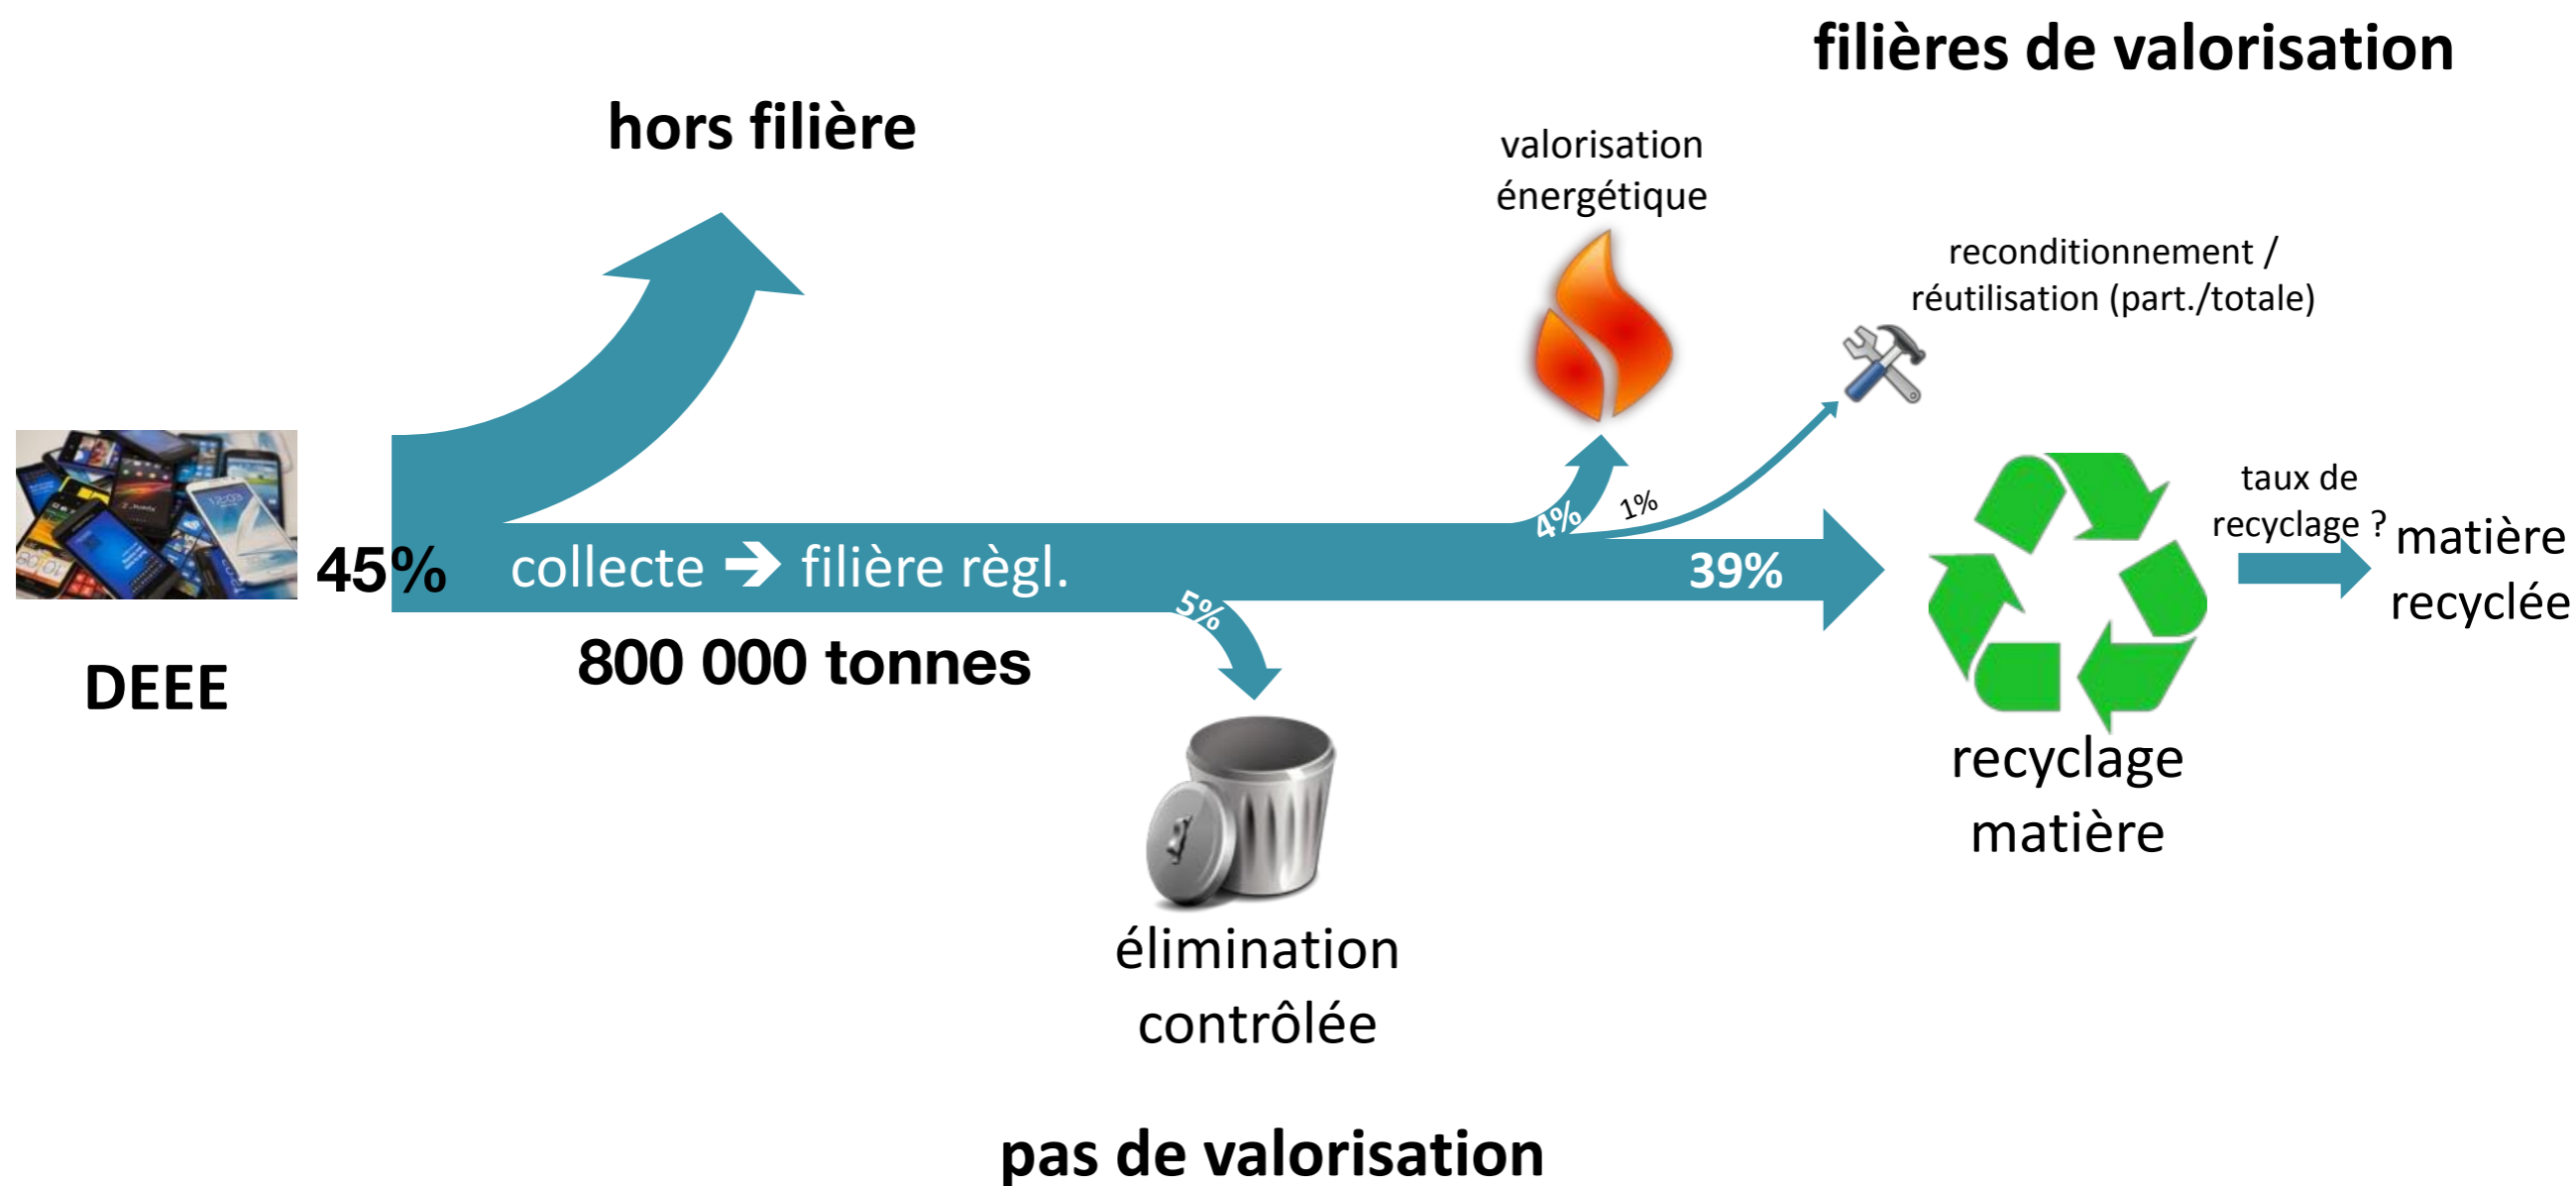 filières de valorisation
hors filière
valorisation
énergétique
reconditionnement /
réutilisation (part./totale)
4%
1%
taux de
recyclage ?
matière
recyclée
45%
collecte ➔ filière règl.
39%
5%
800 000 tonnes
DEEE
recyclage
matière
élimination
contrôlée
pas de valorisation